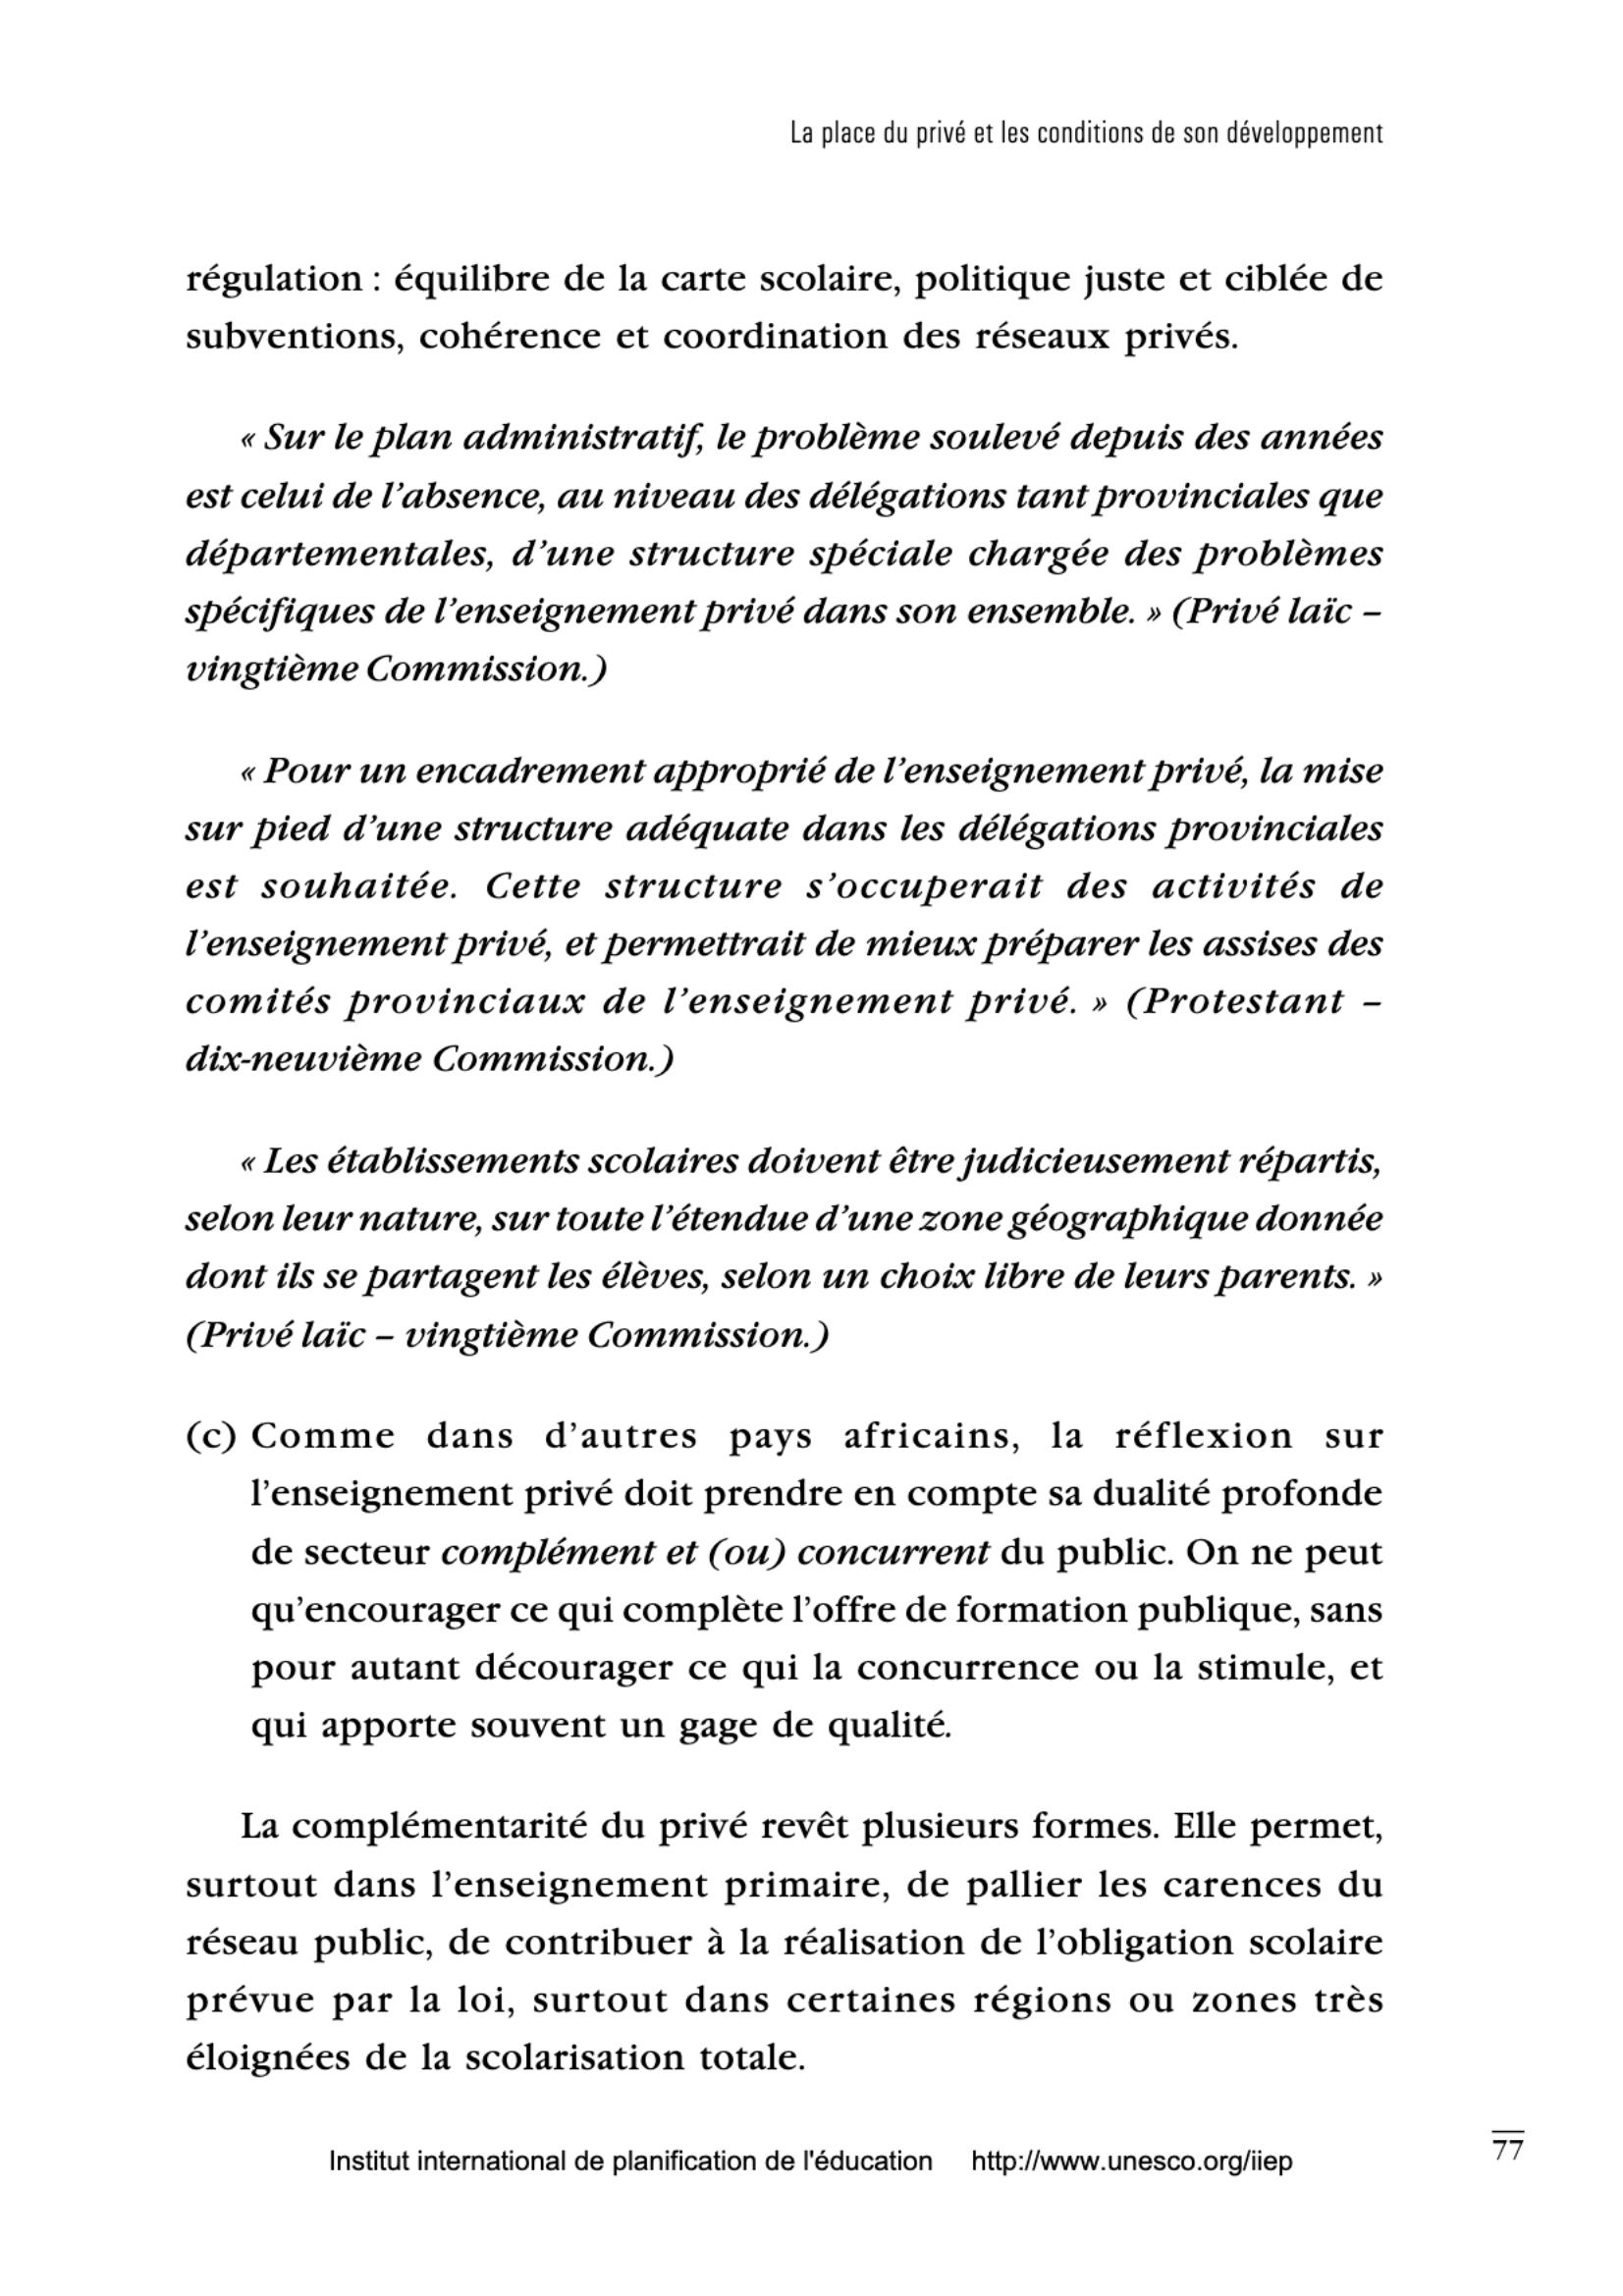 La place du privé et les conditions de son développement
régulation : équilibre de la carte scolaire, politique juste et ciblée de
subventions, cohérence et coordination des réseaux privés.
« Sur le plan administratif, le problème soulevé depuis des années
est celui de l'absence, au niveau des délégations tant provinciales que
départementales, d'une structure spéciale chargée des problèmes
spécifiques de l'enseignement privé dans son ensemble. » (Privé laïc –
vingtième Commission.)
« Pour un encadrement approprié de l'enseignement privé, la mise
sur pied d'une structure adéquate dans les délégations provinciales
est souhaitée. Cette structure s'occuperait des activités de
l'enseignement privé, et permettrait de mieux préparer les assises des
comités provinciaux de l'enseignement privé. » (Protestant –
dix-neuvième Commission.)
« Les établissements scolaires doivent être judicieusement répartis,
selon leur nature, sur toute l'étendue d'une zone géographique donnée
dont ils se partagent les élèves, selon un choix libre de leurs parents. »
(Privé laïc – vingtième Commission.)
(c) Comme dans d'autres pays africains, la réflexion sur
l'enseignement privé doit prendre en compte sa dualité profonde
de secteur complément et (ou) concurrent du public. On ne peut
qu'encourager ce qui complète l'offre de formation publique, sans
pour autant décourager ce qui la concurrence ou la stimule, et
qui apporte souvent un gage de qualité.
La complémentarité du privé revêt plusieurs formes. Elle permet,
surtout dans l'enseignement primaire, de pallier les carences du
réseau public, de contribuer à la réalisation de l'obligation scolaire
prévue par la loi, surtout dans certaines régions ou zones très
éloignées de la scolarisation totale.
77
Institut international de planification de l'éducation http://www.unesco.org/iiep